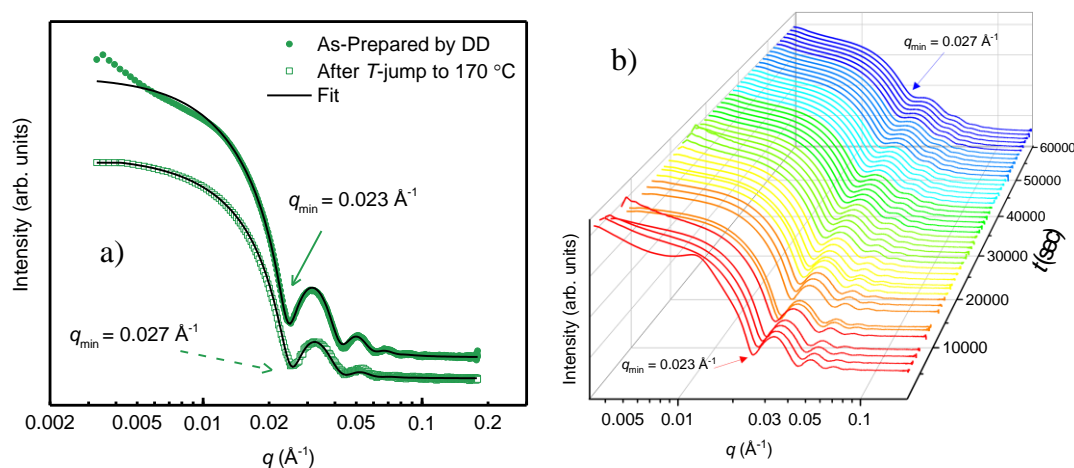 As-Prepared by DD
After T-jump to 170 °C
Fit
q_min = 0.023 Å⁻¹
a)
q_min = 0.027 Å⁻¹
Intensity (arb. units)
0.002 0.005 0.01 0.02 0.05 0.1 0.2
q (Å⁻¹)
b)
q_min = 0.027 Å⁻¹
60000
50000
40000
30000
20000
10000
t (sec)
Intensity (arb. units)
q_min = 0.023 Å⁻¹
0.005 0.01 0.03 0.05 0.1
q (Å⁻¹)